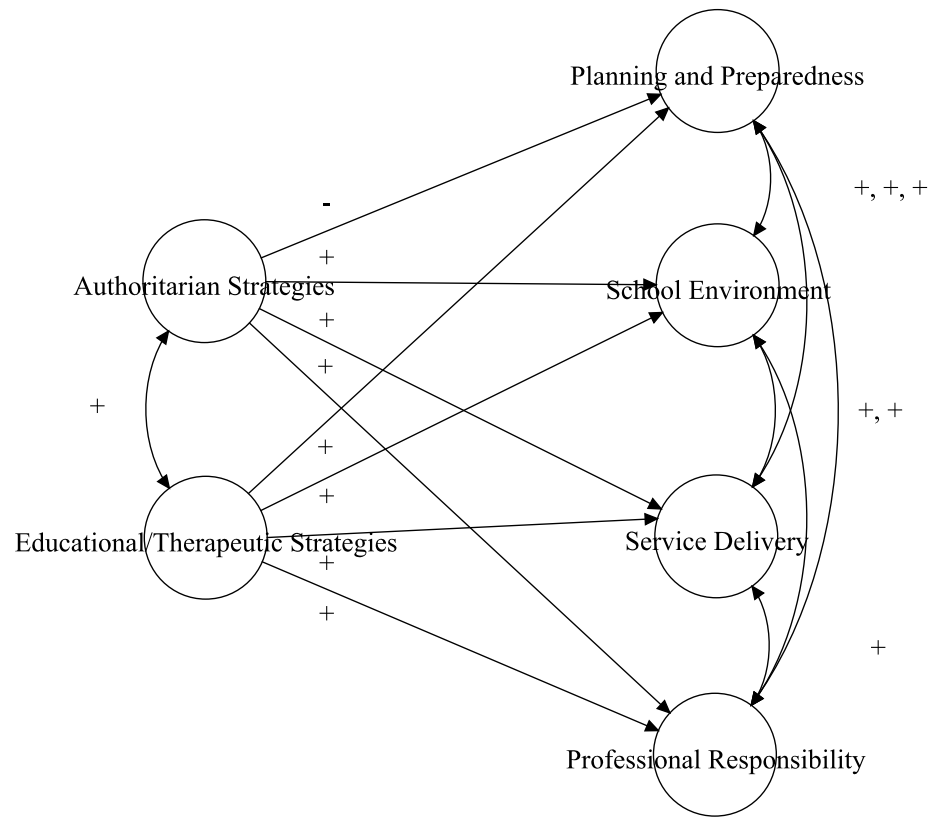 Planning and Preparedness
+, +, +
-
+
Authoritarian Strategies
School Environment
+
+
+
+, +
+
+
Educational/Therapeutic Strategies
Service Delivery
+
+
+
Professional Responsibility